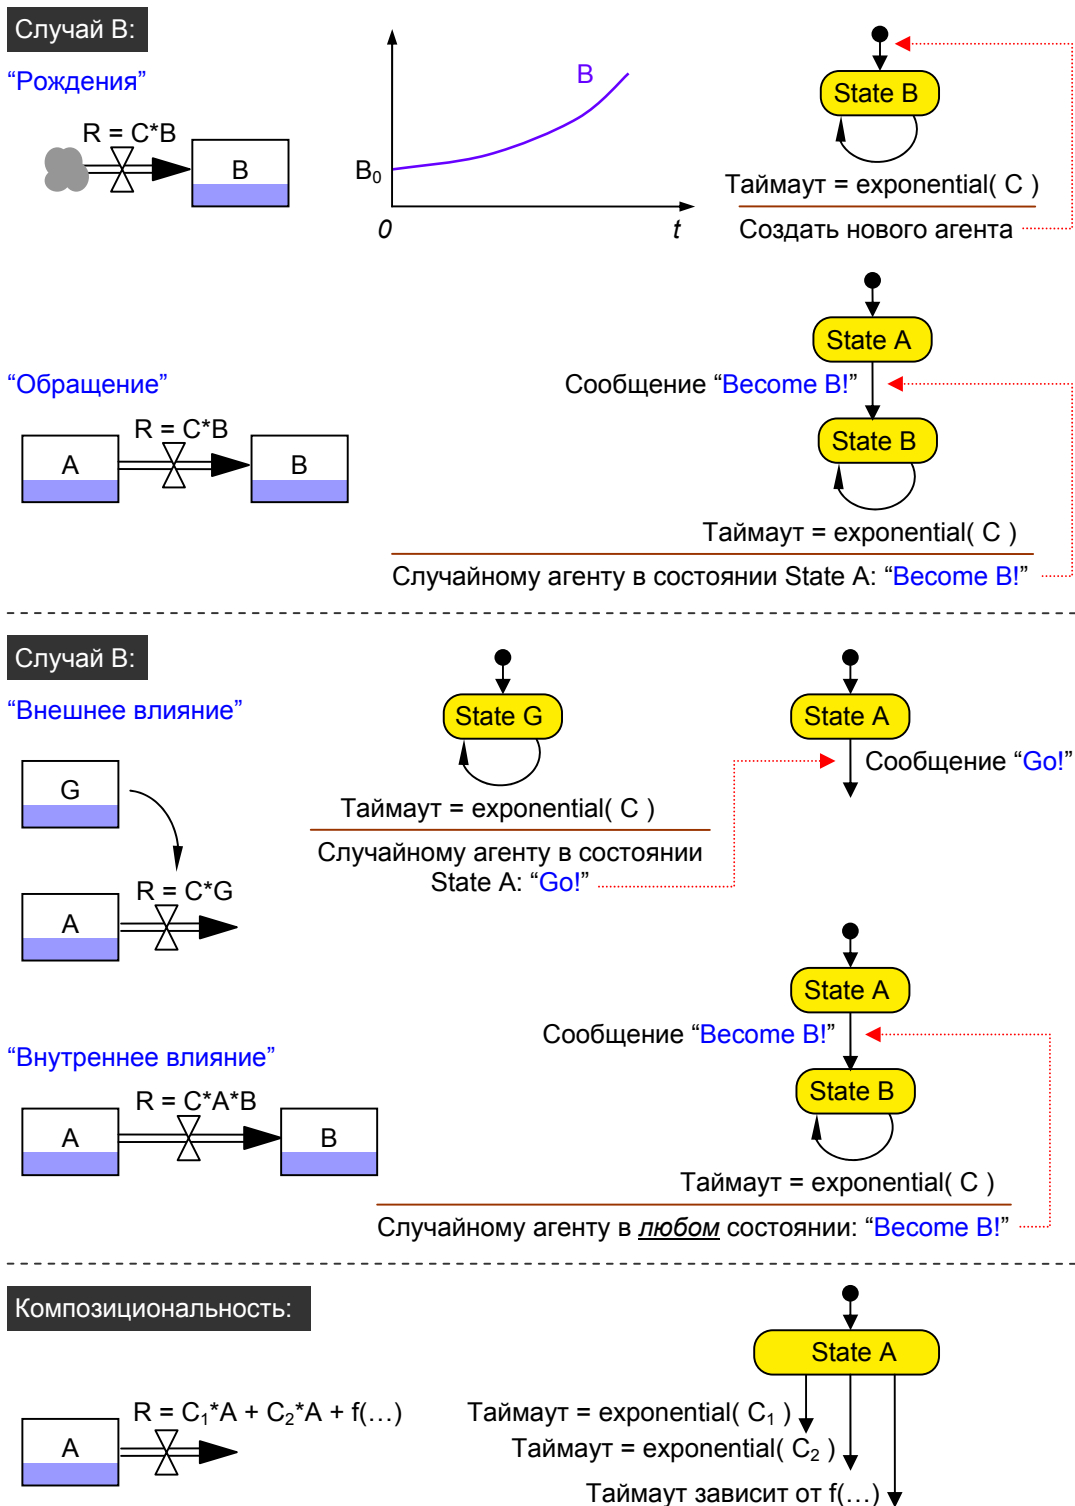 Случай В:
“Рождения”
R = C*B
B
B
B₀
0
t
State B
Таймаут = exponential( C )
Создать нового агента
State A
“Обращение”
Сообщение “Become B!”
R = C*B
A
B
State B
Таймаут = exponential( C )
Случайному агенту в состоянии State A: “Become B!”
Случай В:
“Внешнее влияние”
State G
State A
Сообщение “Go!”
G
Таймаут = exponential( C )
Случайному агенту в состоянии
State A: “Go!”
R = C*G
A
State A
Сообщение “Become B!”
“Внутреннее влияние”
R = C*A*B
A
B
State B
Таймаут = exponential( C )
Случайному агенту в любом состоянии: “Become B!”
Композициональность:
State A
R = C₁*A + C₂*A + f(…)
A
Таймаут = exponential( C₁ )
Таймаут = exponential( C₂ )
Таймаут зависит от f(…)